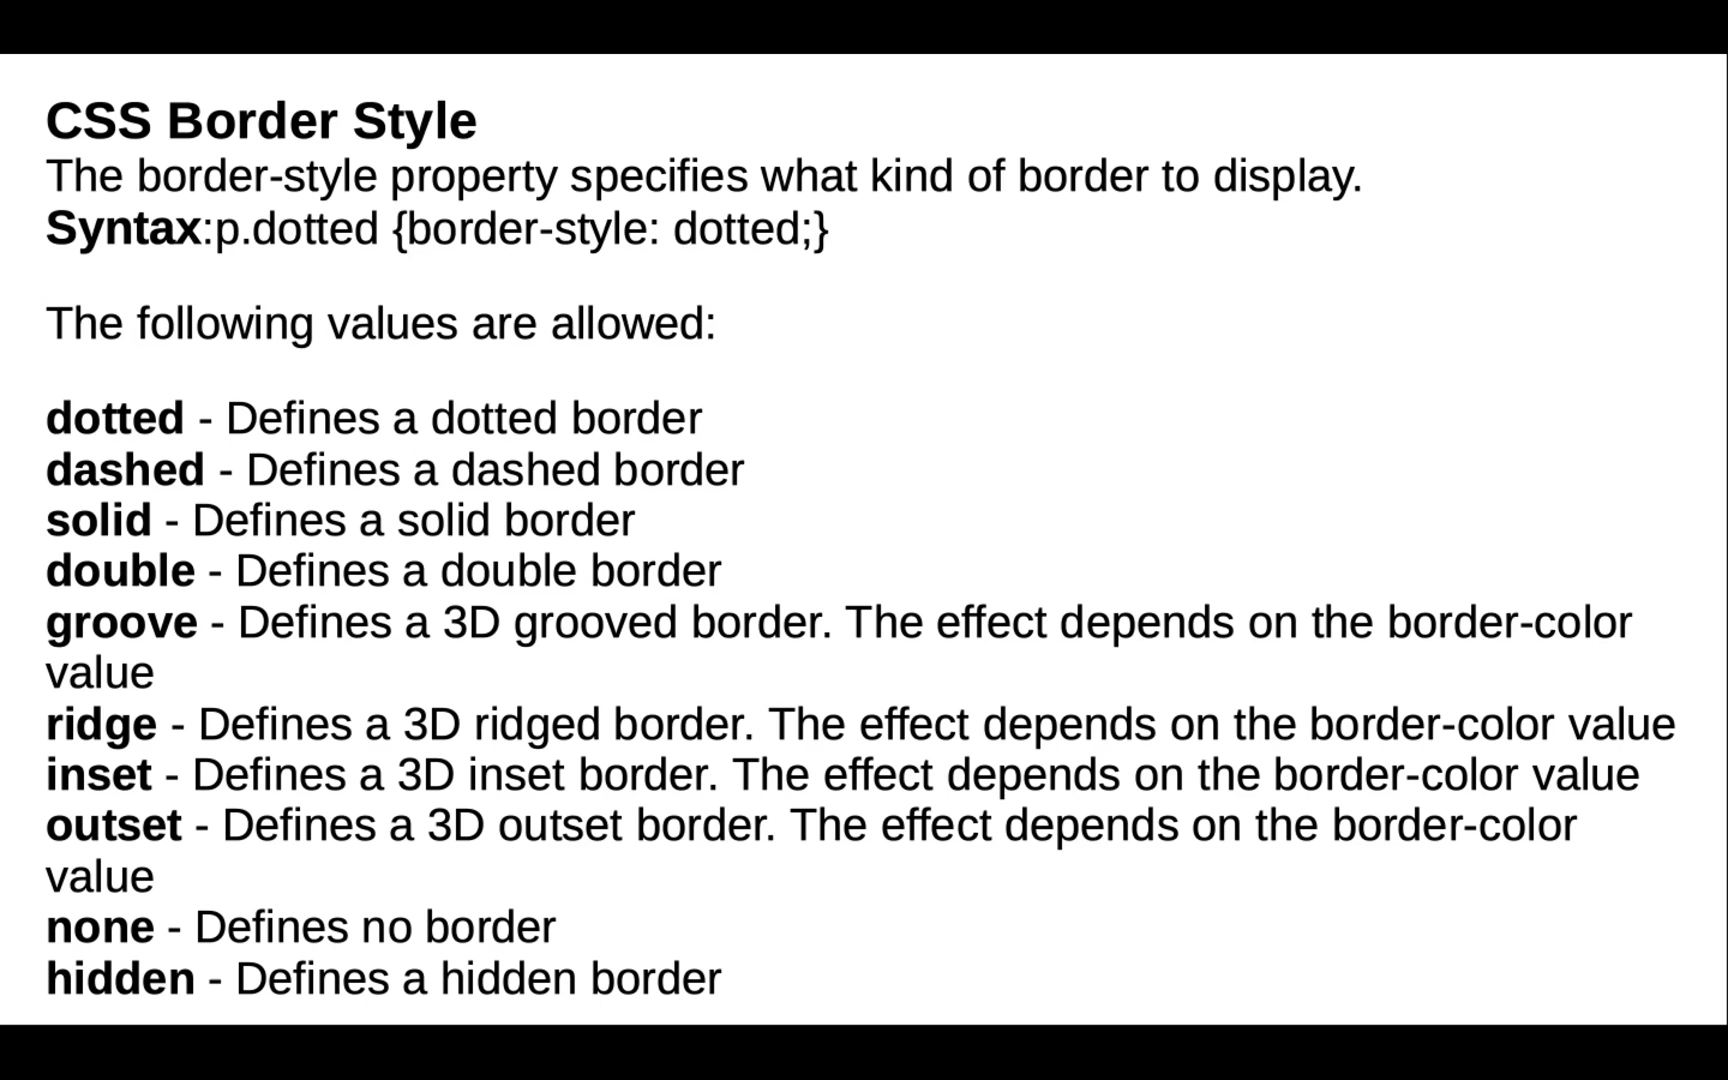 CSS Border Style
The border-style property specifies what kind of border to display.
Syntax:p.dotted {border-style: dotted;}
The following values are allowed:
dotted - Defines a dotted border
dashed - Defines a dashed border
solid - Defines a solid border
double - Defines a double border
groove - Defines a 3D grooved border. The effect depends on the border-color
value
ridge - Defines a 3D ridged border. The effect depends on the border-color value
inset - Defines a 3D inset border. The effect depends on the border-color value
outset - Defines a 3D outset border. The effect depends on the border-color
value
none - Defines no border
hidden - Defines a hidden border